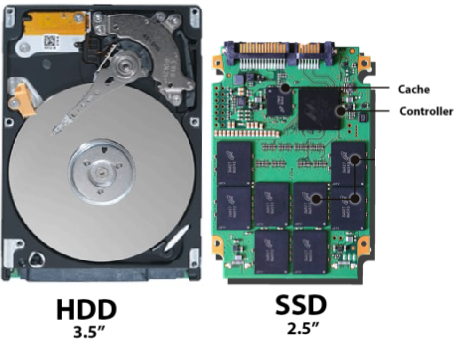 Cache
Controller
HDD
3.5”
SSD
2.5”